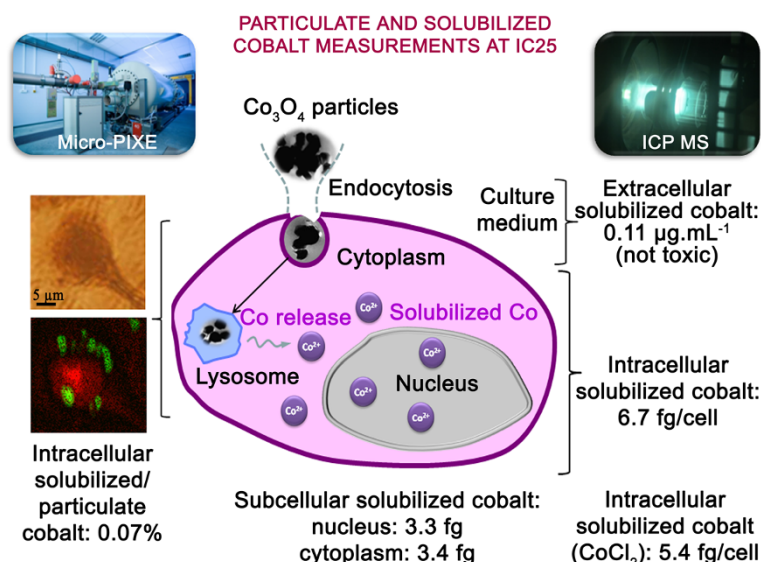 PARTICULATE AND SOLUBILIZED
COBALT MEASUREMENTS AT IC25
Micro-PIXE
ICP MS
Co₃O₄ particles
Endocytosis
Culture
medium
Extracellular
solubilized cobalt:
0.11 µg.mL⁻¹
(not toxic)
Cytoplasm
5 µm
Co release
Solubilized Co
Co²⁺
Co²⁺
Co²⁺
Co²⁺
Co²⁺
Co²⁺
Lysosome
Nucleus
Intracellular
solubilized cobalt:
6.7 fg/cell
Intracellular
solubilized/
particulate
cobalt: 0.07%
Subcellular solubilized cobalt:
nucleus: 3.3 fg
cytoplasm: 3.4 fg
Intracellular
solubilized cobalt
(CoCl₂): 5.4 fg/cell